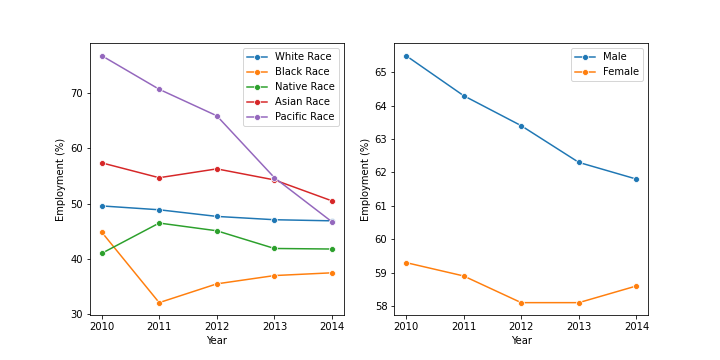 White Race
Black Race
Native Race
Asian Race
Pacific Race
70
60
50
40
30
Employment (%)
2010 2011 2012 2013 2014
Year
Male
Female
65
64
63
62
61
60
59
58
Employment (%)
2010 2011 2012 2013 2014
Year